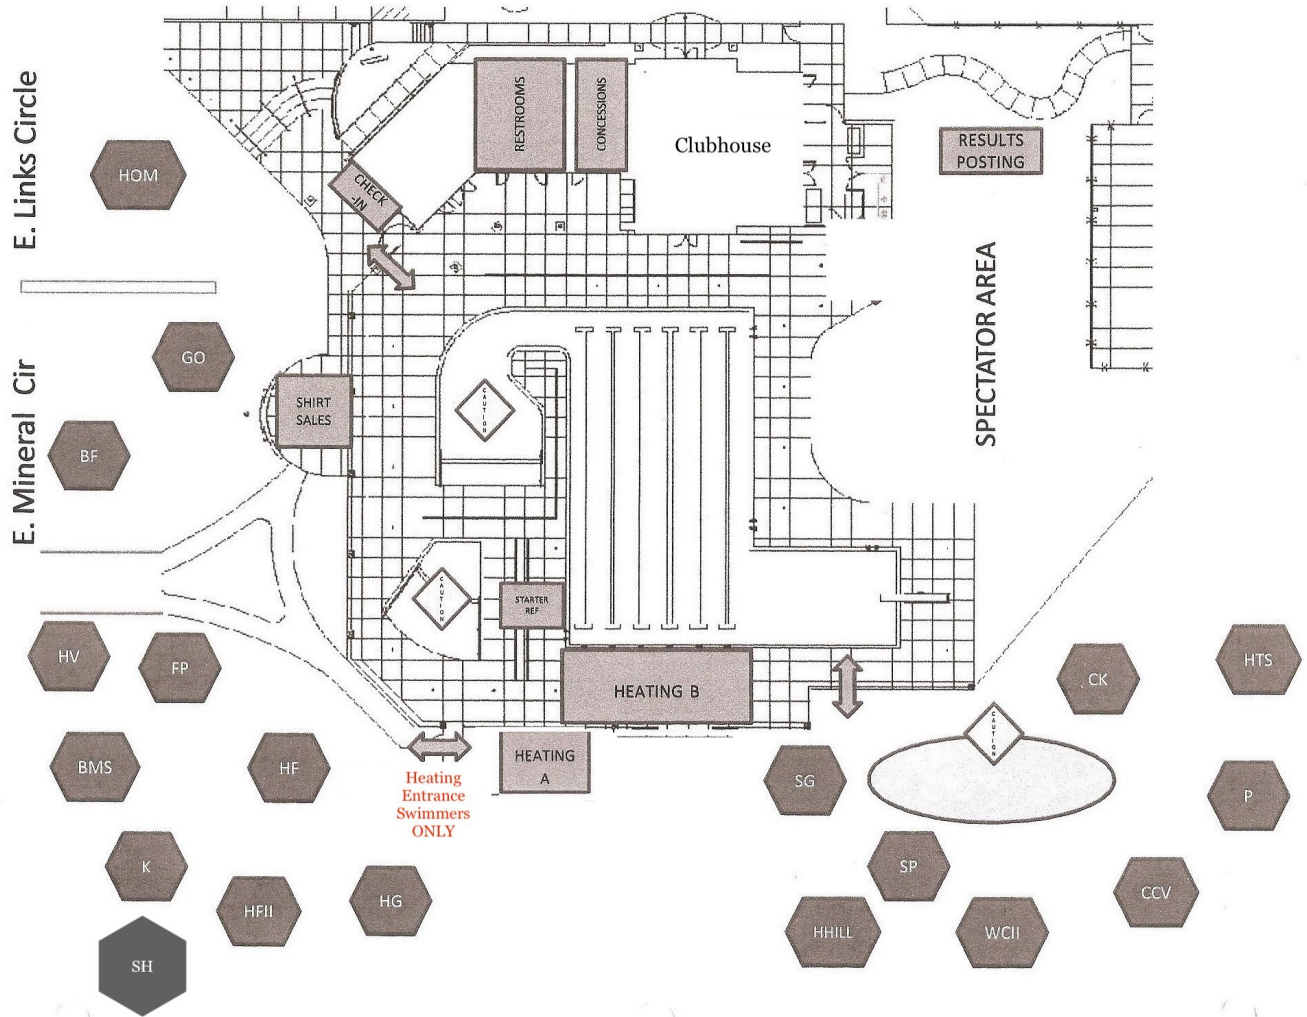 E. Links Circle
HOM
RESTROOMS
CONCESSIONS
Clubhouse
RESULTS
POSTING
CHECK
-IN
SPECTATOR AREA
E. Mineral Cir
GO
SHIRT
SALES
CAUTION
BF
CAUTION
STARTER
REF
HV
FP
HEATING B
CK
HTS
CAUTION
BMS
HF
HEATING
A
Heating
Entrance
Swimmers
ONLY
SG
P
K
HFII
HG
SP
CCV
HHILL
WCII
SH